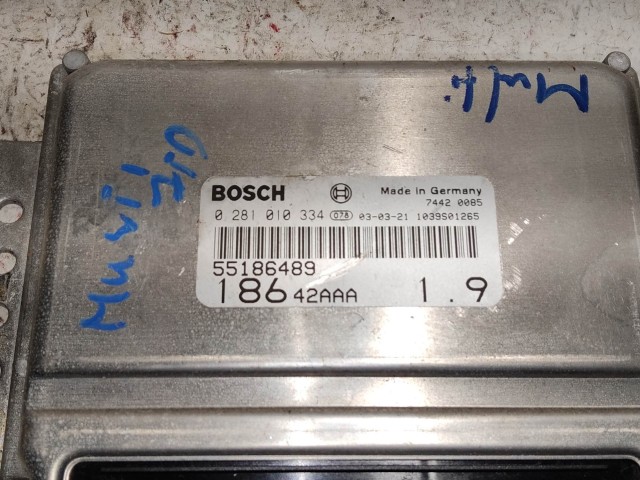 Mult
BOSCH Made in Germany
7442 0085
0 281 010 334 078 03-03-21 1039S01265
55186489
186 42AAA 1.9